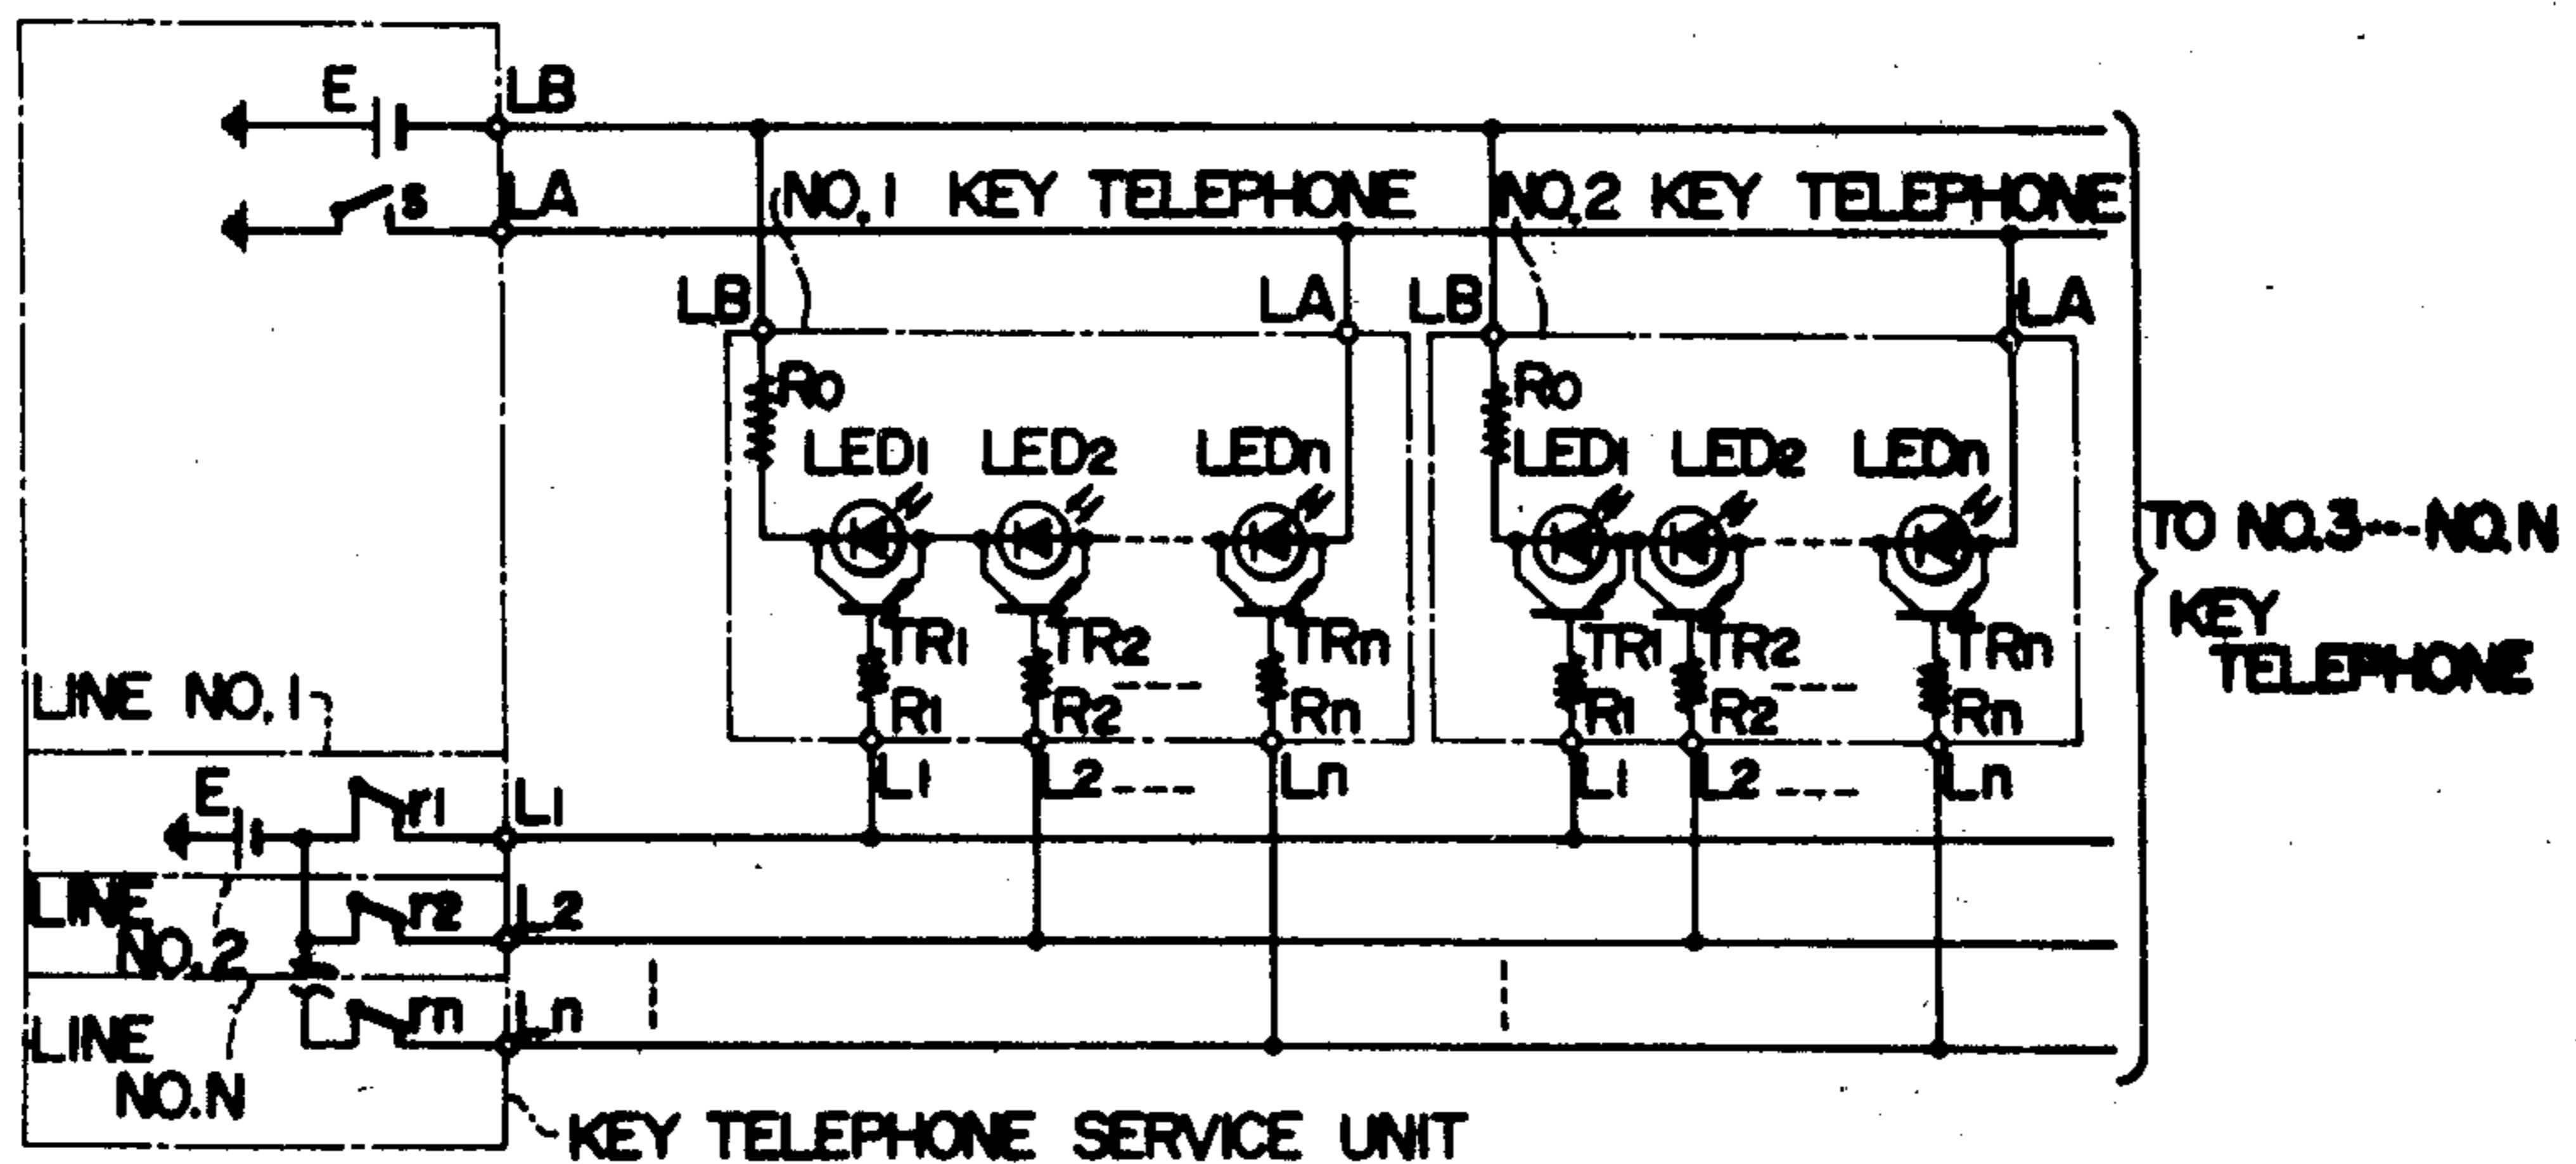 E LB
s LA
NO.1 KEY TELEPHONE
NO.2 KEY TELEPHONE
LB LA LB LA
Ro Ro
LED1 LED2 LEDn LED1 LED2 LEDn
TR1 TR2 TRn TR1 TR2 TRn
R1 R2 ---- Rn R1 R2 ---- Rn
L1 L2 ---- Ln L1 L2 ---- Ln
TO NO.3---NO.N
KEY
TELEPHONE
LINE NO.1
E r1 L1
LINE
NO.2
r2 L2
LINE
NO.N
rn Ln
KEY TELEPHONE SERVICE UNIT